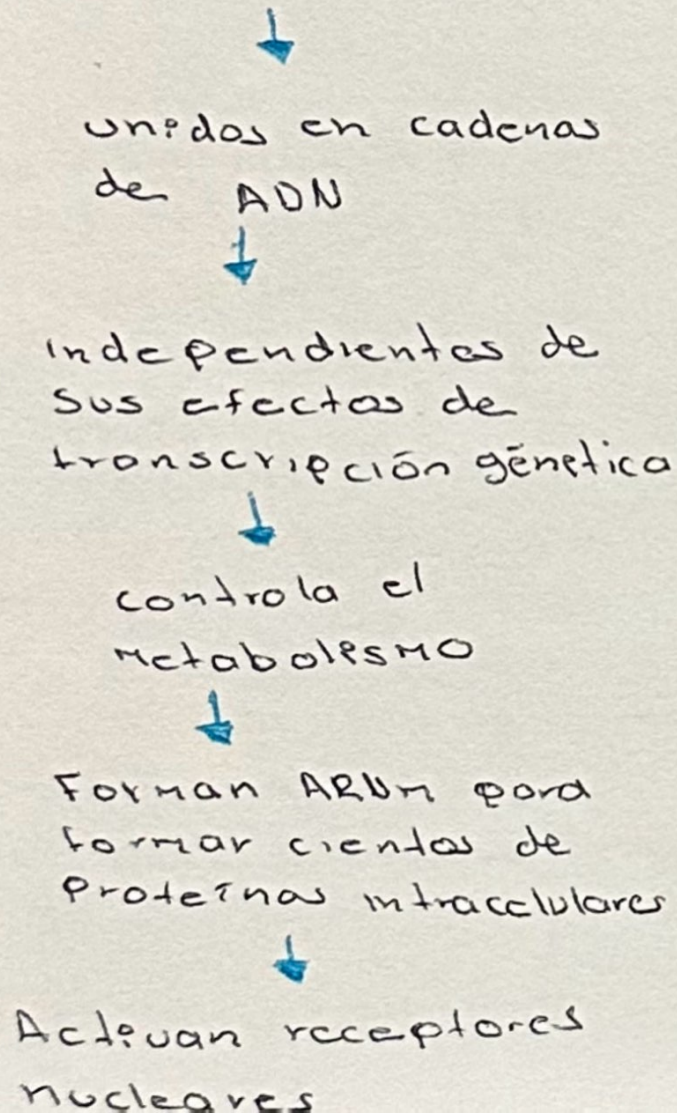 unidos en cadenas
de ADN
independientes de
sus efectos de
transcripción génetica
controla el
Metabolismo
Forman ARNm para
formar cientos de
Proteínas intracelulares
Activan receptores
nucleares